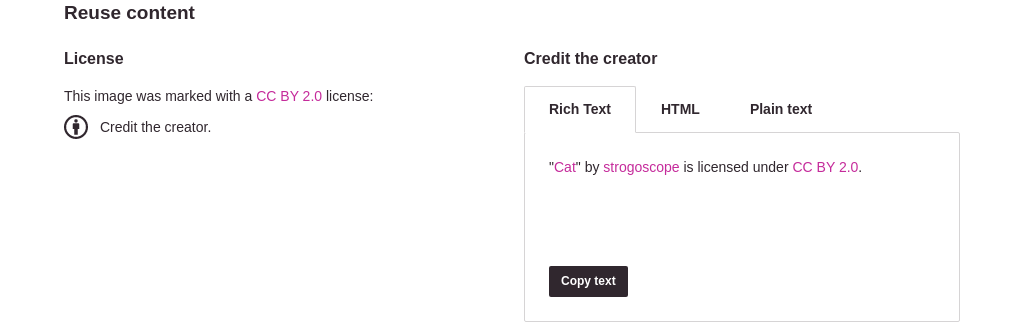 Reuse content
License
This image was marked with a CC BY 2.0 license:
Credit the creator.
Credit the creator
Rich Text
HTML
Plain text
"Cat" by strogoscope is licensed under CC BY 2.0.
Copy text